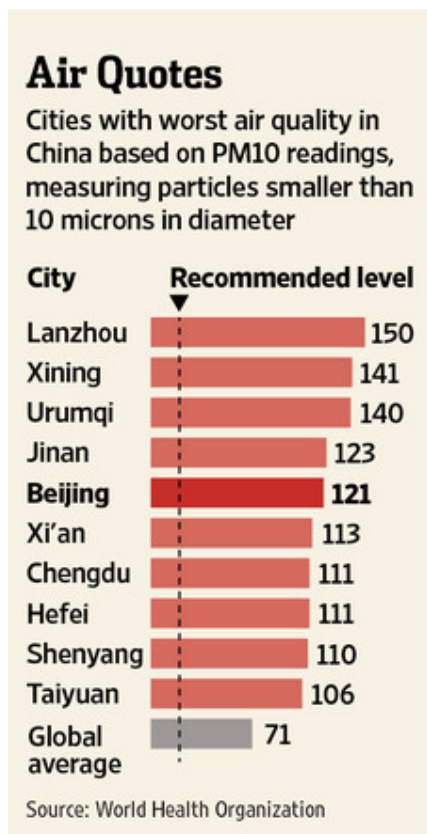 Air Quotes
Cities with worst air quality in
China based on PM10 readings,
measuring particles smaller than
10 microns in diameter
City Recommended level
Lanzhou 150
Xining 141
Urumqi 140
Jinan 123
Beijing 121
Xi’an 113
Chengdu 111
Hefei 111
Shenyang 110
Taiyuan 106
Global 71
average
Source: World Health Organization